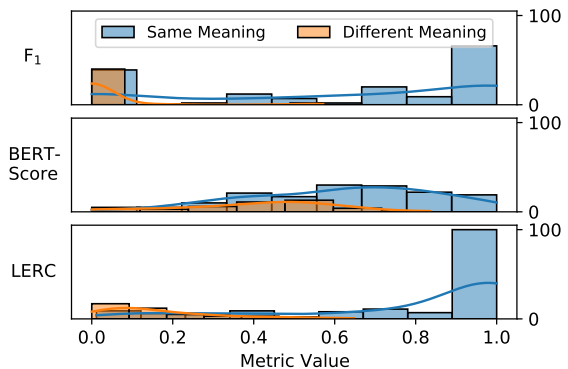 Same Meaning Different Meaning
100
F₁
0
100
BERT-
Score
0
100
LERC
0
0.0 0.2 0.4 0.6 0.8 1.0
Metric Value